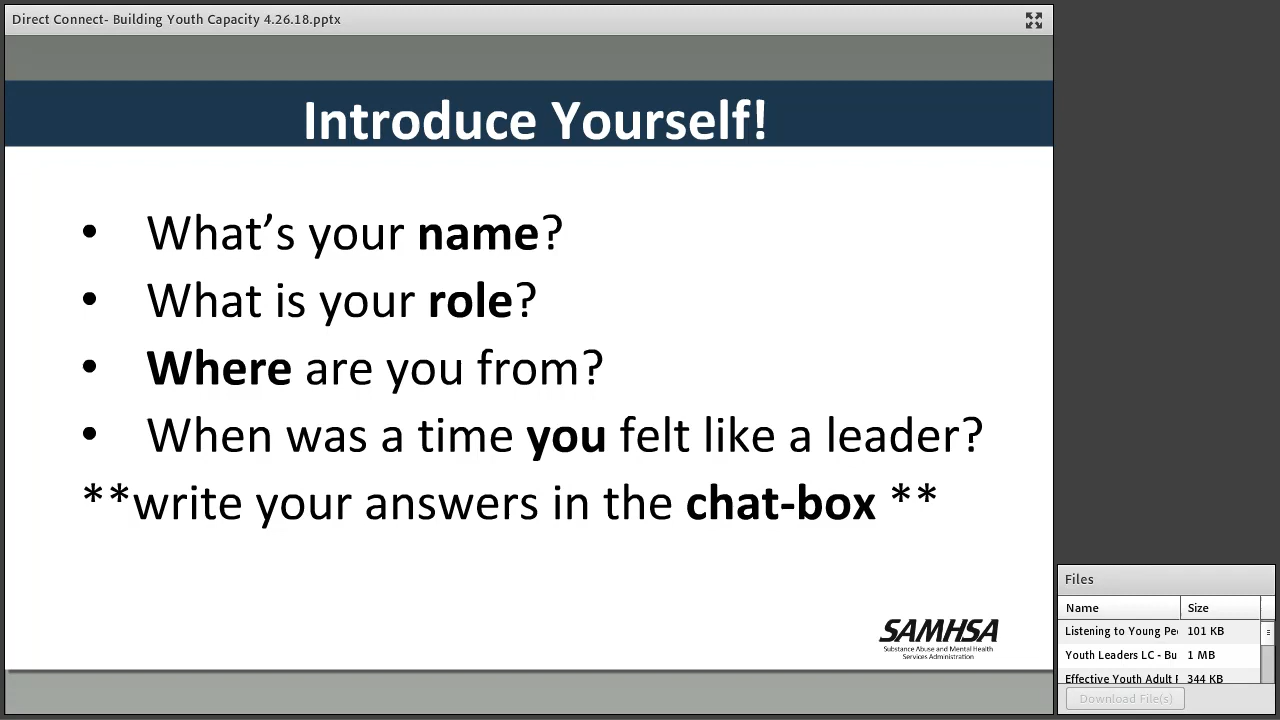 Direct Connect- Building Youth Capacity 4.26.18.pptx
Introduce Yourself!
• What's your name?
• What is your role?
• Where are you from?
• When was a time you felt like a leader?
**write your answers in the chat-box **
SAMHSA
Substance Abuse and Mental Health
Services Administration
Files
Name Size
Listening to Young 101 KB
Youth Leaders LC - Bu 1 MB
Effective Youth Adult 344 KB
Download File(s)